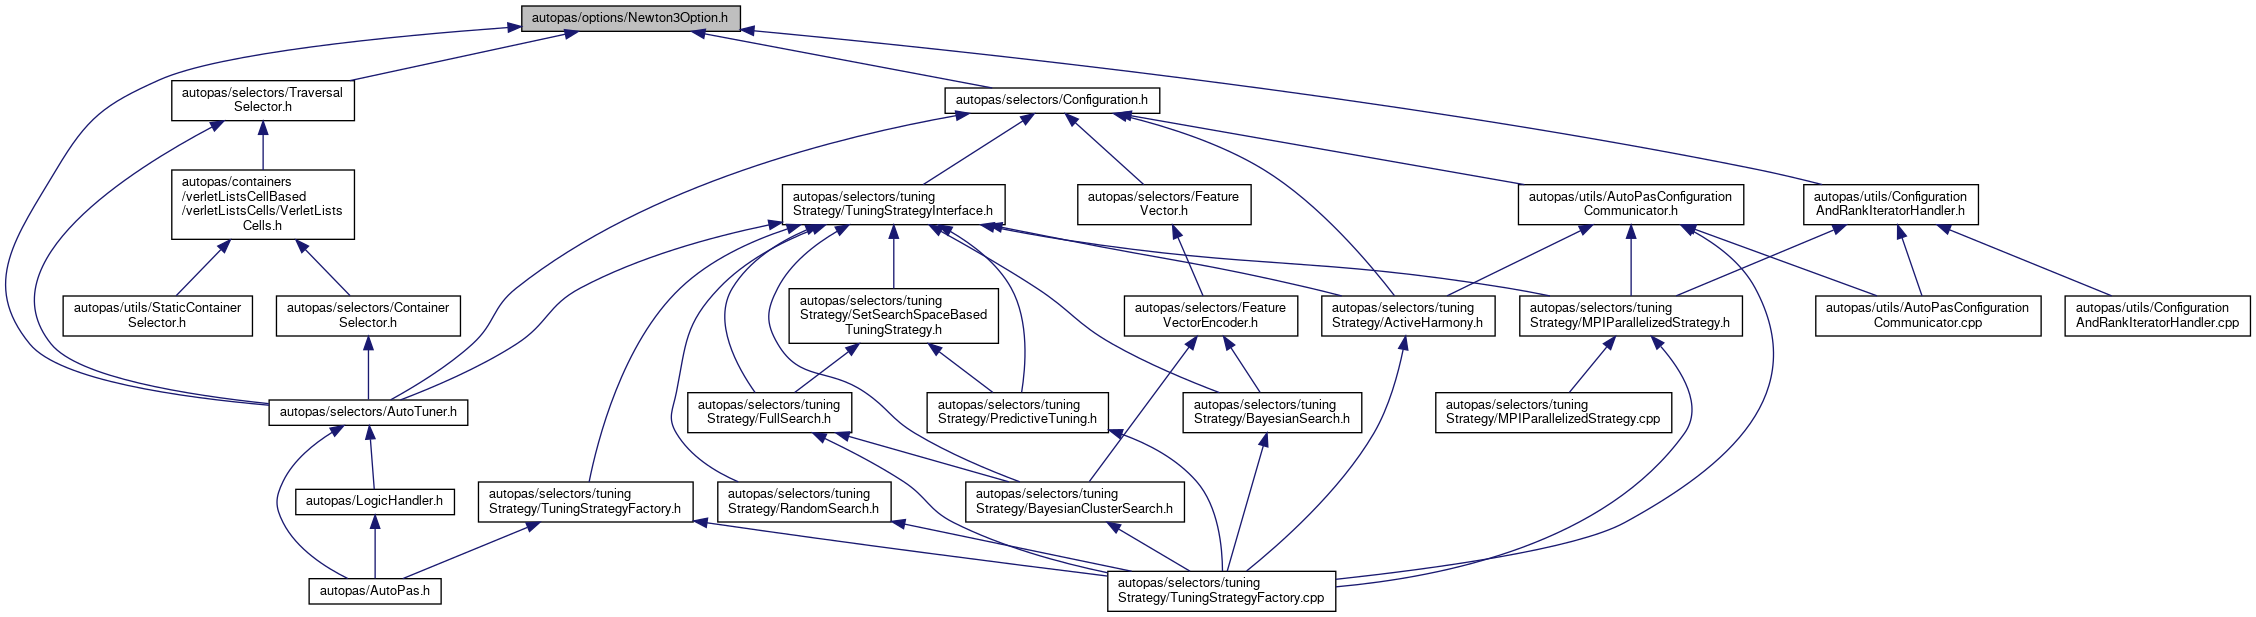 autopas/options/Newton3Option.h
autopas/selectors/Traversal
Selector.h
autopas/selectors/Configuration.h
autopas/containers
/verletListsCellBased
/verletListsCells/VerletLists
Cells.h
autopas/selectors/tuning
Strategy/TuningStrategyInterface.h
autopas/selectors/Feature
Vector.h
autopas/utils/AutoPasConfiguration
Communicator.h
autopas/utils/Configuration
AndRankIteratorHandler.h
autopas/utils/StaticContainer
Selector.h
autopas/selectors/Container
Selector.h
autopas/selectors/tuning
Strategy/SetSearchSpaceBased
TuningStrategy.h
autopas/selectors/Feature
VectorEncoder.h
autopas/selectors/tuning
Strategy/ActiveHarmony.h
autopas/selectors/tuning
Strategy/MPIParallelizedStrategy.h
autopas/utils/AutoPasConfiguration
Communicator.cpp
autopas/utils/Configuration
AndRankIteratorHandler.cpp
autopas/selectors/AutoTuner.h
autopas/selectors/tuning
Strategy/FullSearch.h
autopas/selectors/tuning
Strategy/PredictiveTuning.h
autopas/selectors/tuning
Strategy/BayesianSearch.h
autopas/selectors/tuning
Strategy/MPIParallelizedStrategy.cpp
autopas/LogicHandler.h
autopas/selectors/tuning
Strategy/TuningStrategyFactory.h
autopas/selectors/tuning
Strategy/RandomSearch.h
autopas/selectors/tuning
Strategy/BayesianClusterSearch.h
autopas/AutoPas.h
autopas/selectors/tuning
Strategy/TuningStrategyFactory.cpp